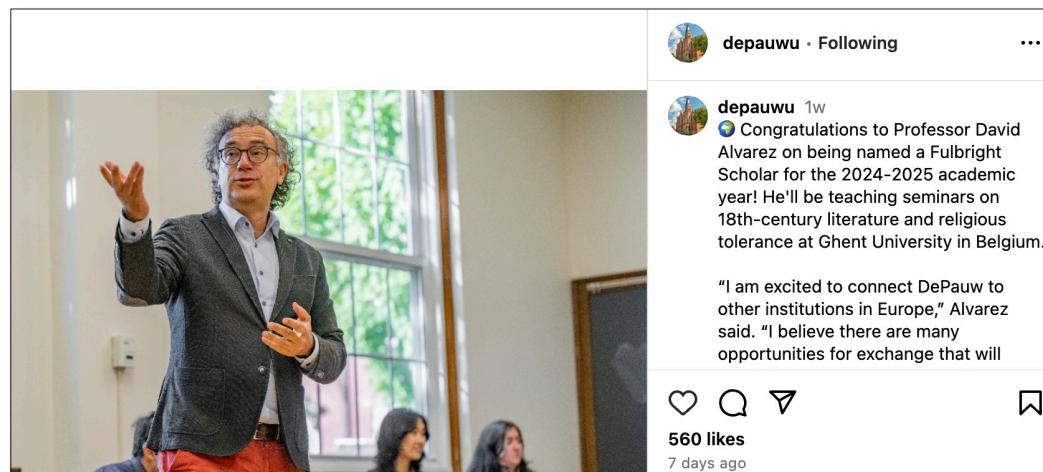 depauwu • Following
depauwu 1w
🌍 Congratulations to Professor David
Alvarez on being named a Fulbright
Scholar for the 2024-2025 academic
year! He'll be teaching seminars on
18th-century literature and religious
tolerance at Ghent University in Belgium.
“I am excited to connect DePauw to
other institutions in Europe,” Alvarez
said. “I believe there are many
opportunities for exchange that will
560 likes
7 days ago